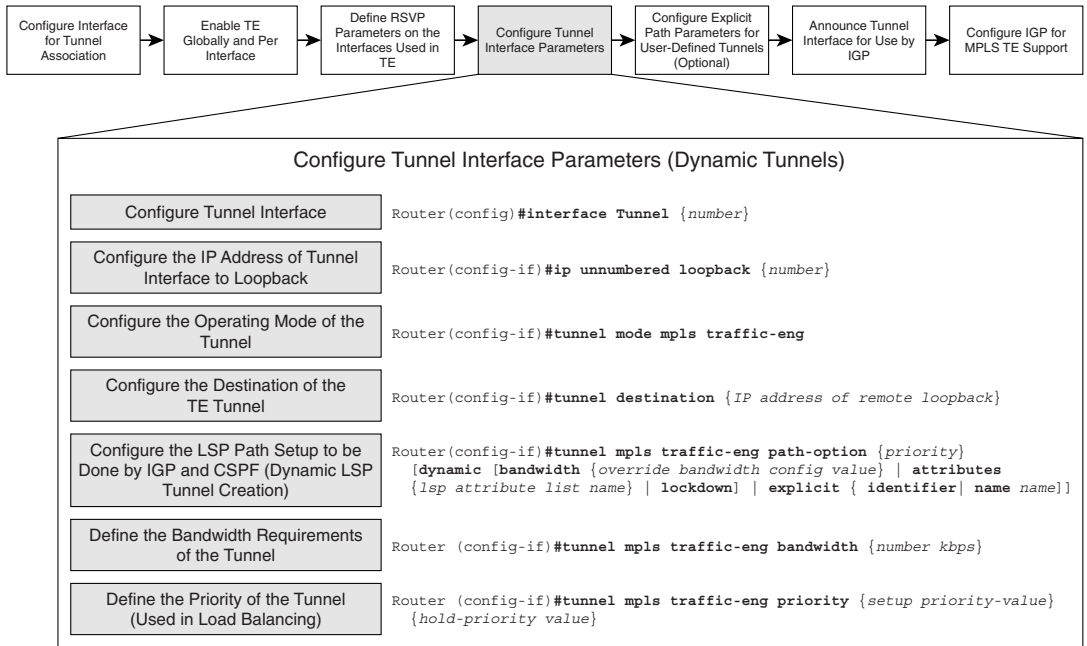 Configure Interface
for Tunnel
Association
Enable TE
Globally and Per
Interface
Define RSVP
Parameters on the
Interfaces Used in
TE
Configure Tunnel
Interface Parameters
Configure Explicit
Path Parameters for
User-Defined Tunnels
(Optional)
Announce Tunnel
Interface for Use by
IGP
Configure IGP for
MPLS TE Support
Configure Tunnel Interface Parameters (Dynamic Tunnels)
Configure Tunnel Interface
Router(config)#interface Tunnel {number}
Configure the IP Address of Tunnel
Interface to Loopback
Router(config-if)#ip unnumbered loopback {number}
Configure the Operating Mode of the
Tunnel
Router(config-if)#tunnel mode mpls traffic-eng
Configure the Destination of the
TE Tunnel
Router(config-if)#tunnel destination {IP address of remote loopback}
Configure the LSP Path Setup to be
Done by IGP and CSPF (Dynamic LSP
Tunnel Creation)
Router(config-if)#tunnel mpls traffic-eng path-option {priority}
[dynamic [bandwidth {override bandwidth config value} | attributes
{lsp attribute list name} | lockdown] | explicit { identifier| name name]]
Define the Bandwidth Requirements
of the Tunnel
Router (config-if)#tunnel mpls traffic-eng bandwidth {number kbps}
Define the Priority of the Tunnel
(Used in Load Balancing)
Router (config-if)#tunnel mpls traffic-eng priority {setup priority-value}
{hold-priority value}